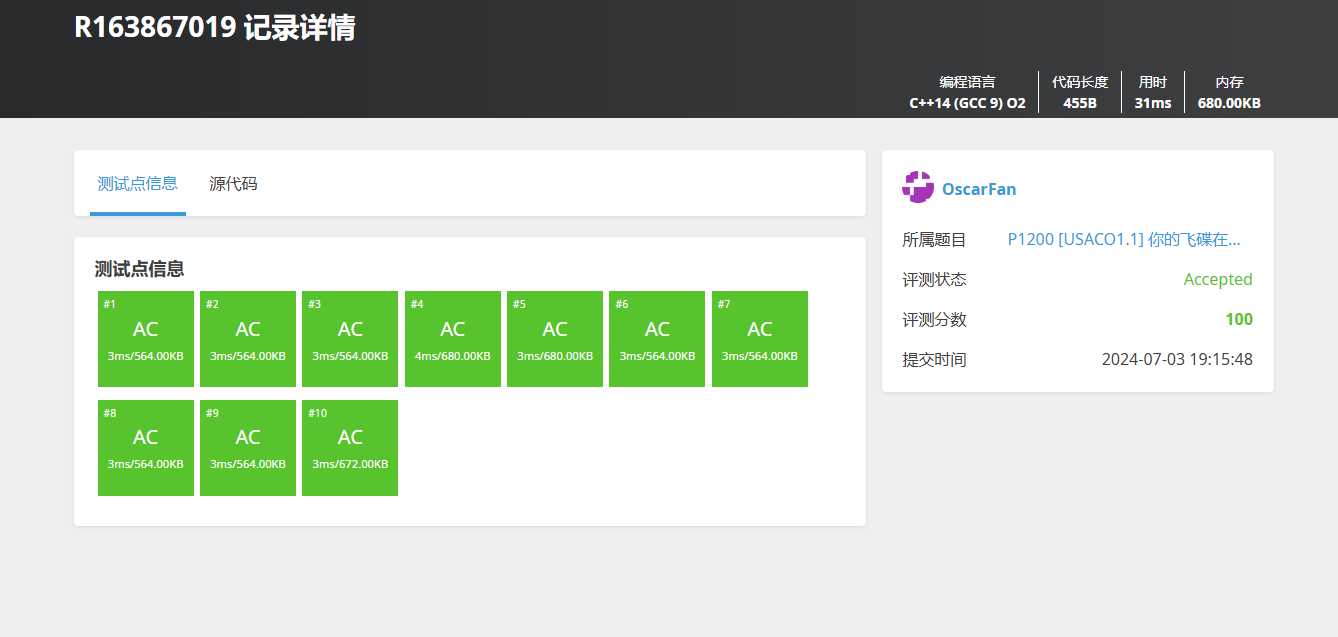 R163867019 记录详情
编程语言 代码长度 用时 内存
C++14 (GCC 9) O2 455B 31ms 680.00KB
测试点信息 源代码
测试点信息
#1 #2 #3 #4 #5 #6 #7
AC AC AC AC AC AC AC
3ms/564.00KB 3ms/564.00KB 3ms/564.00KB 4ms/680.00KB 3ms/680.00KB 3ms/564.00KB 3ms/564.00KB
#8 #9 #10
AC AC AC
3ms/564.00KB 3ms/564.00KB 3ms/672.00KB
OscarFan
所属题目 P1200 [USACO1.1] 你的飞碟在...
评测状态 Accepted
评测分数 100
提交时间 2024-07-03 19:15:48